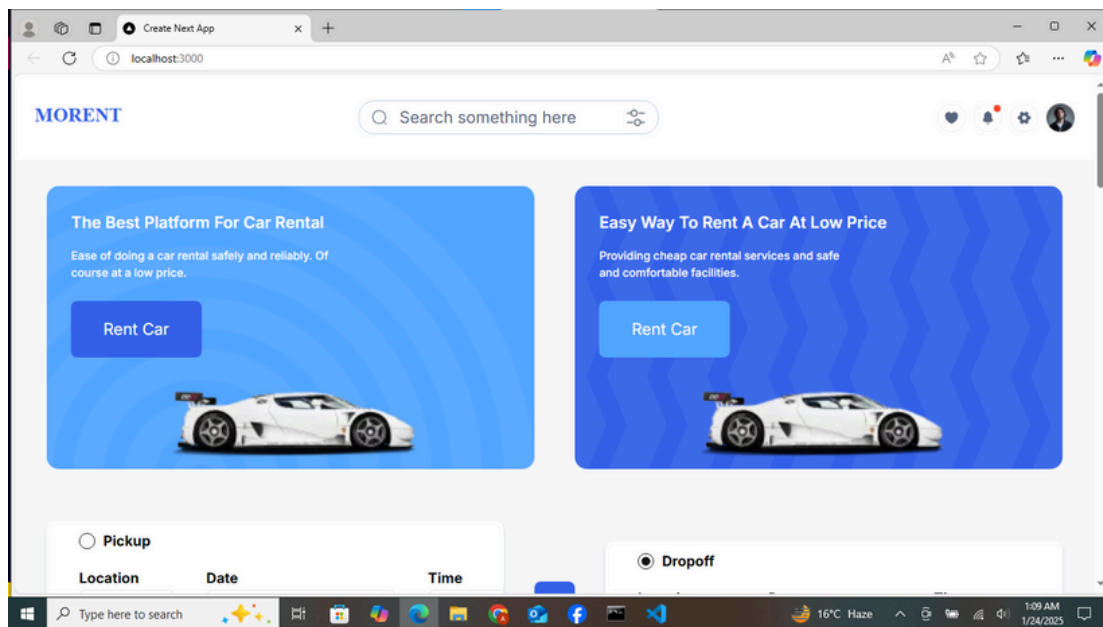 Create Next App
localhost:3000
MORENT
Search something here
The Best Platform For Car Rental
Ease of doing a car rental safely and reliably. Of
course at a low price.
Rent Car
Easy Way To Rent A Car At Low Price
Providing cheap car rental services and safe
and comfortable facilities.
Rent Car
Pickup
Location Date Time
Dropoff
Type here to search
16°C Haze
1:09 AM
1/24/2025